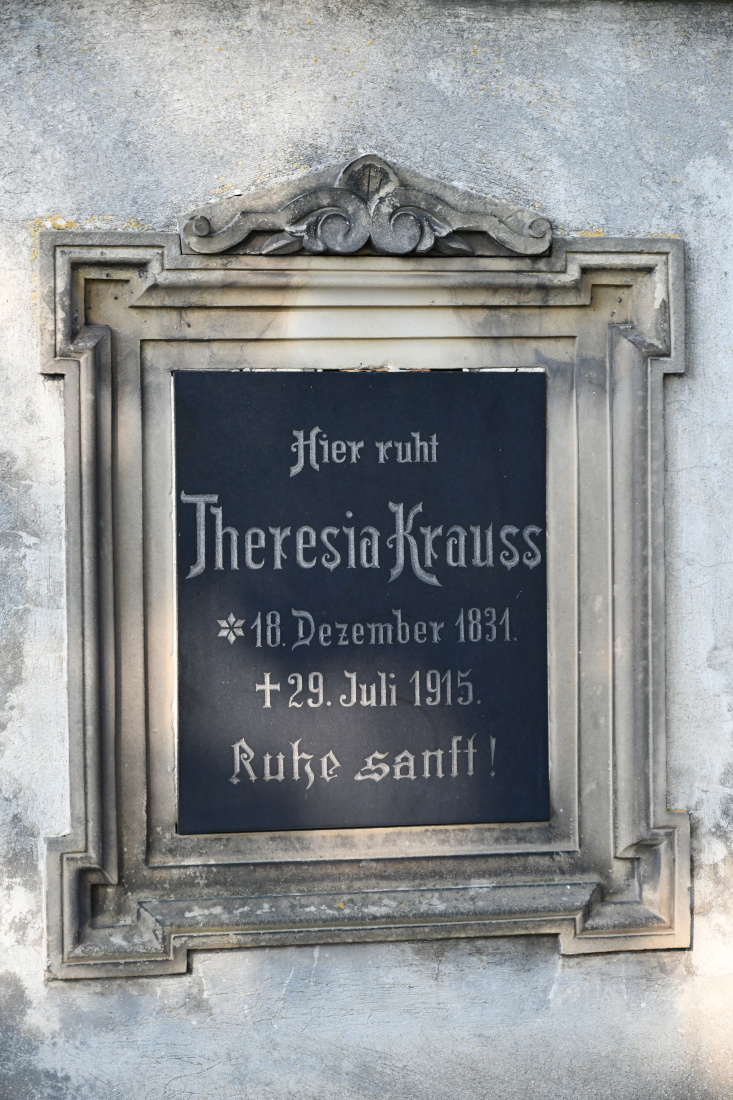 Hier ruht
Theresia Krauss
* 18. Dezember 1831.
† 29. Juli 1915.
Ruhe sanft!